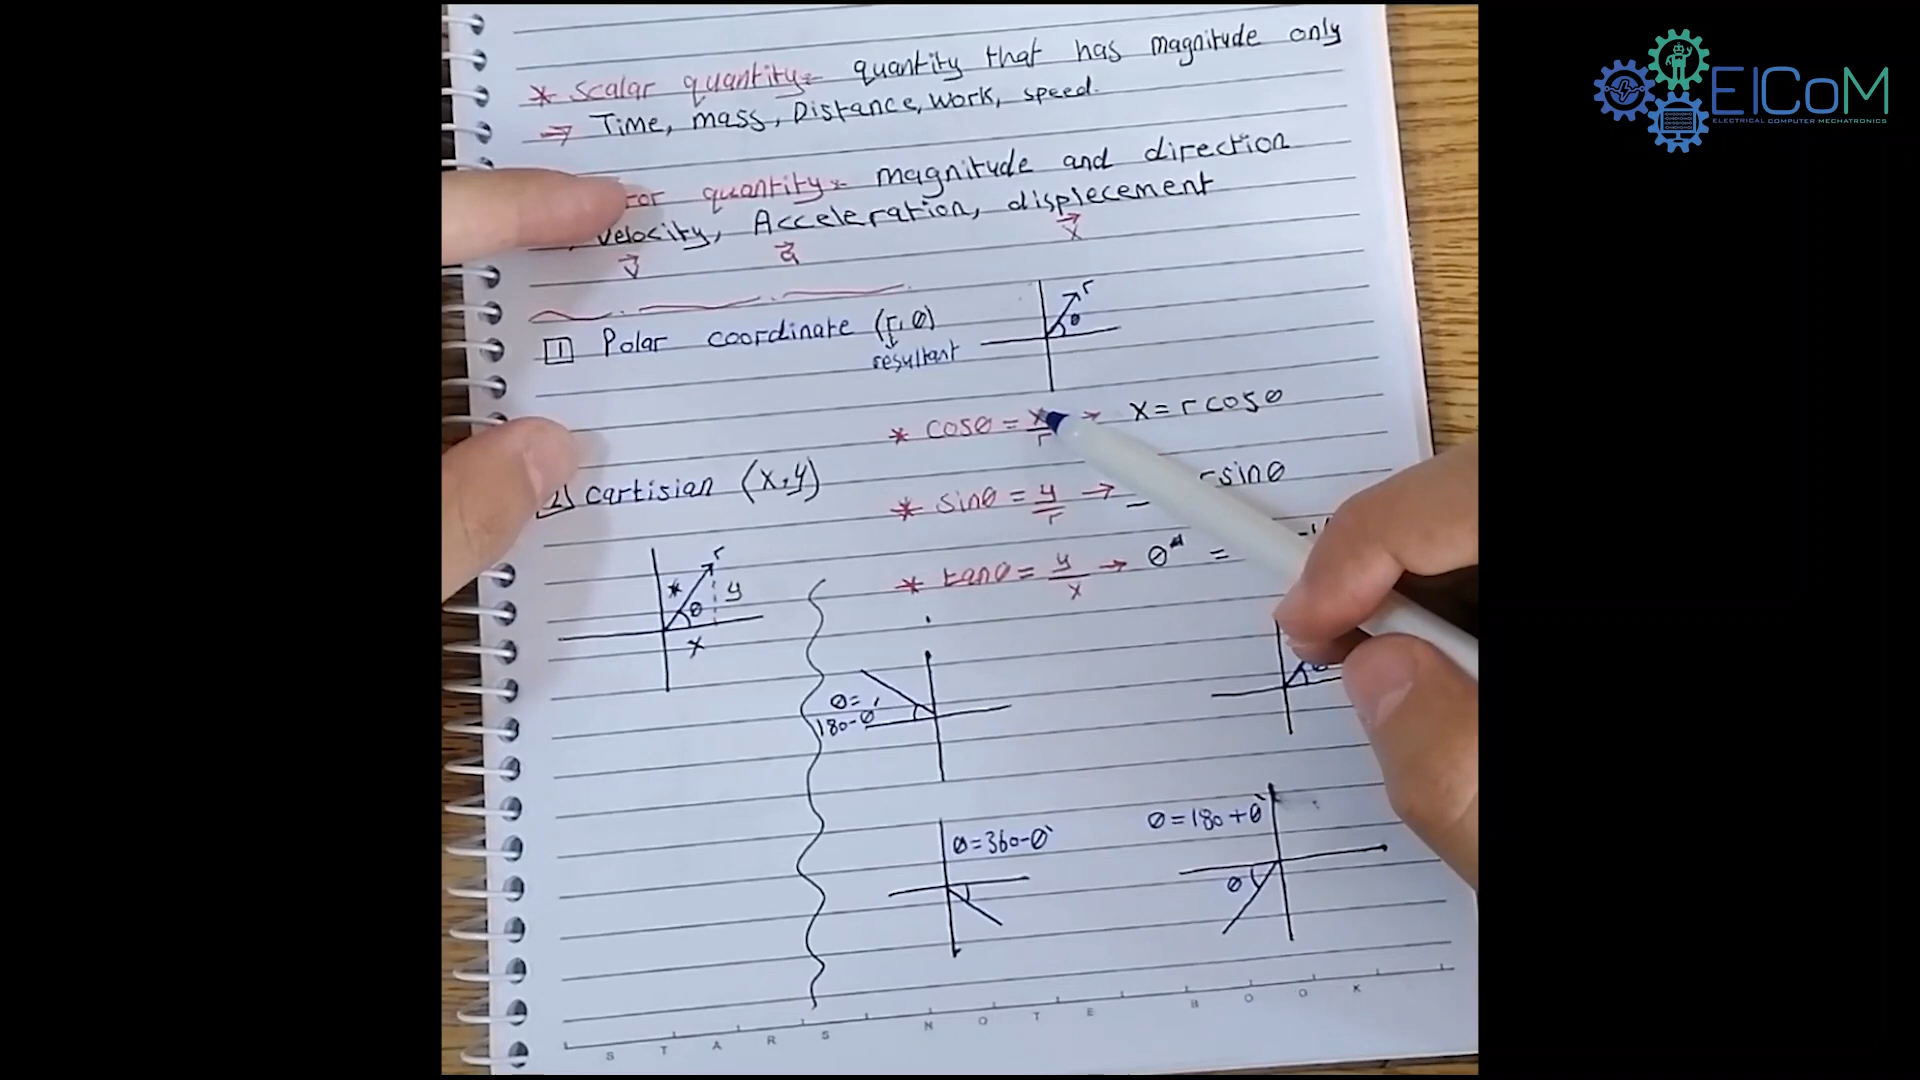 * Scalar quantity:- quantity that has magnitude only
⇒ Time, mass, Distance, Work, speed.
quantity:- magnitude and direction
velocity, Acceleration, displecement
v a x
1 Polar coordinate (r, θ)
resultant
r
θ
* cosθ = x/r → x = r cosθ
2) Cartisian (x, y)
* sinθ = y/r → rsinθ
* tanθ = y/x → θ =
r
* θ y
x
θ=
180-θ'
θ=360-θ'
θ=180+θ'
θ
STARS NOTE BOOK
EICoM
ELECTRICAL COMPUTER MECHATRONICS